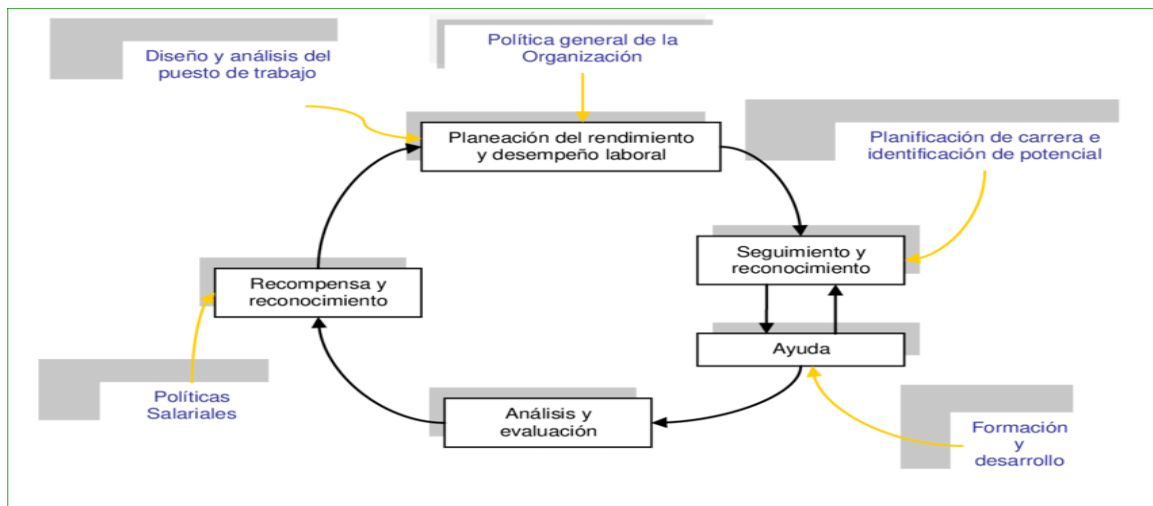 Diseño y análisis del
puesto de trabajo
Política general de la
Organización
Planeación del rendimiento
y desempeño laboral
Planificación de carrera e
identificación de potencial
Seguimiento y
reconocimiento
Recompensa y
reconocimiento
Ayuda
Políticas
Salariales
Análisis y
evaluación
Formación
y
desarrollo